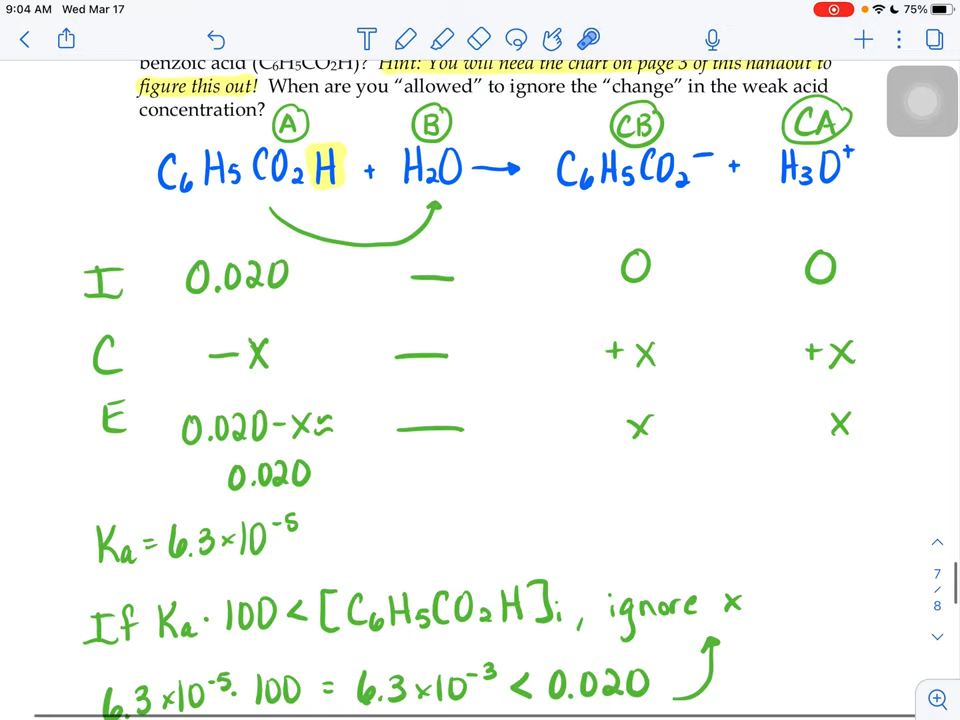 9:04 AM Wed Mar 17 75%
benzoic acid (C₆H₅CO₂H)? Hint: You will need the chart on page 3 of this handout to
figure this out! When are you “allowed” to ignore the “change” in the weak acid
concentration?
A B CB CA
C₆H₅CO₂H + H₂O → C₆H₅CO₂⁻ + H₃O⁺
I 0.020 — 0 0
C -x — +x +x
E 0.020-x≈ — x x
0.020
Ka = 6.3×10⁻⁵
If Ka · 100 < [C₆H₅CO₂H]i, ignore x
6.3×10⁻⁵ · 100 = 6.3×10⁻³ < 0.020
7
/
8